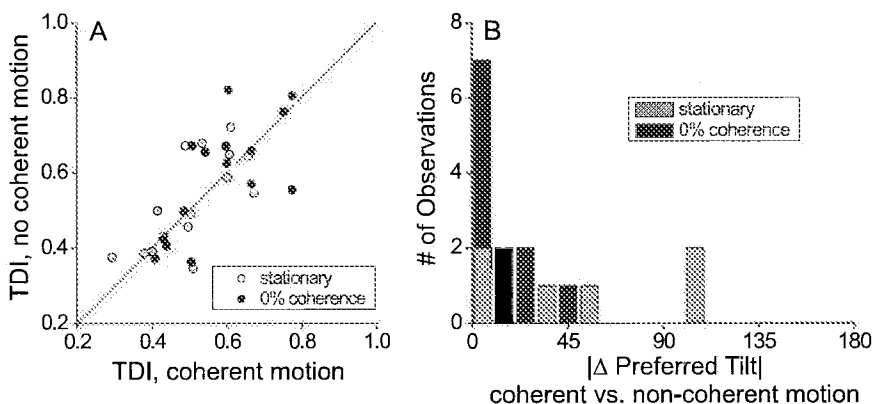 A
TDI, no coherent motion
1.0
0.8
0.6
0.4
0.2
0.2 0.4 0.6 0.8 1.0
stationary
0% coherence
TDI, coherent motion
B
# of Observations
8
6
4
2
0
stationary
0% coherence
0 45 90 135 180
|Δ Preferred Tilt|
coherent vs. non-coherent motion